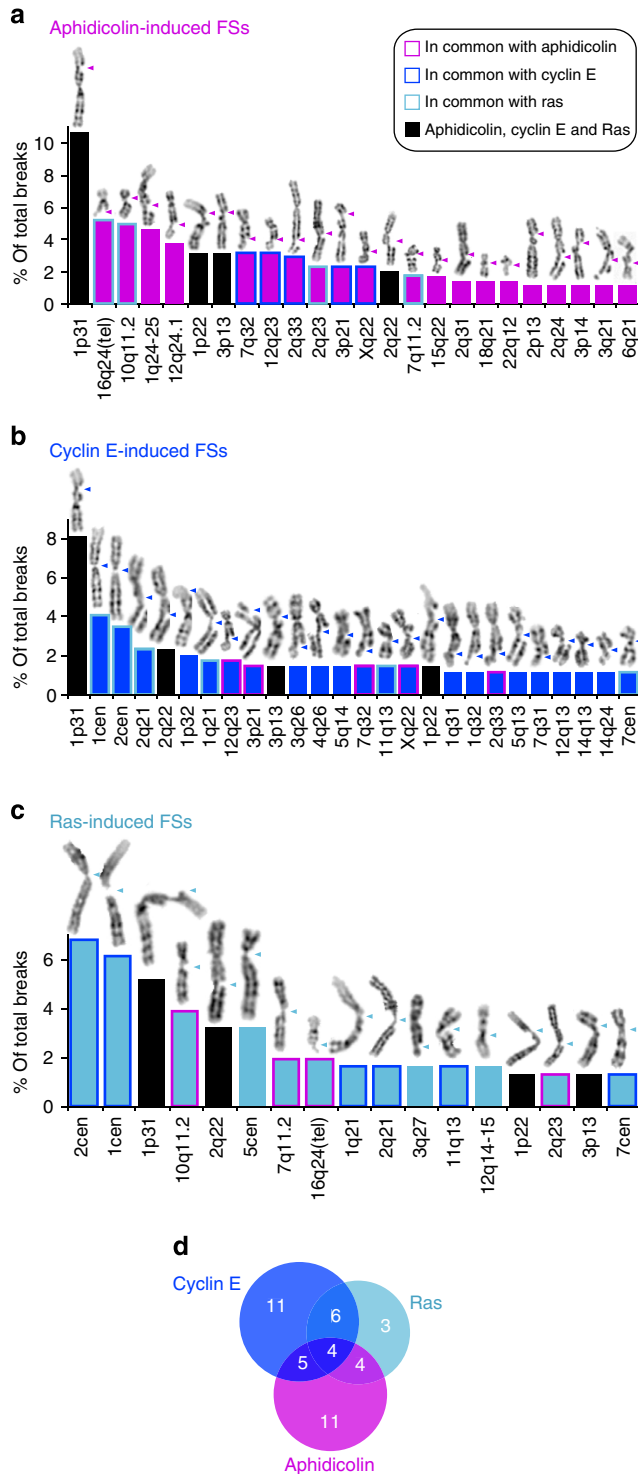 a
Aphidicolin-induced FSs
In common with aphidicolin
In common with cyclin E
In common with ras
Aphidicolin, cyclin E and Ras
% Of total breaks
10
8
6
4
2
0
1p31
16q24(tel)
10q11.2
1q24-25
12q24.1
1p22
3p13
7q32
12q23
2q33
2q23
3p21
Xq22
2q22
7q11.2
15q22
2q31
18q21
22q12
2p13
2p24
3p14
3q21
6q21
b
Cyclin E-induced FSs
% Of total breaks
8
6
4
2
0
1p31
1cen
2cen
2q21
2q22
1p32
1q21
12q23
3p21
3p13
3q26
4q26
5q14
7q32
11q13
Xq22
1p22
1q31
1q32
2q33
5q13
7q31
12q13
14q13
14q24
7cen
c
Ras-induced FSs
% Of total breaks
6
4
2
0
2cen
1cen
1p31
10q11.2
2q22
5cen
7q11.2
16q24(tel)
1q21
2q21
3q27
11q13
12q14-15
1p22
2q23
3p13
7cen
d
Cyclin E
Ras
11
6
3
5
4
4
11
Aphidicolin